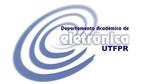 Departamento Acadêmico de
eletrônica
UTFPR